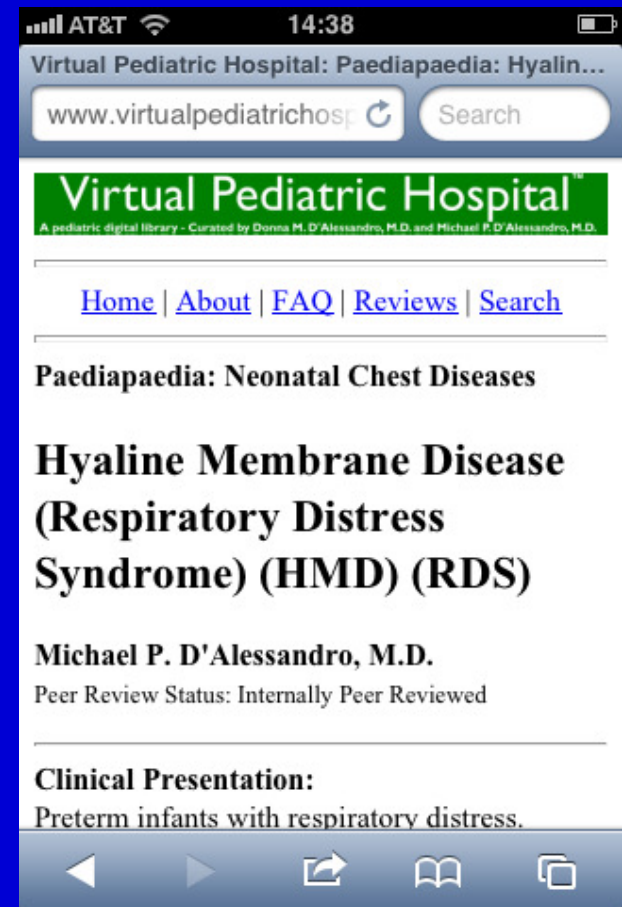 AT&T 14:38
Virtual Pediatric Hospital: Paediapaedia: Hyalin...
www.virtualpediatrichosp Search
Virtual Pediatric Hospital™
A pediatric digital library - Curated by Donna M. D'Alessandro, M.D. and Michael P. D'Alessandro, M.D.
Home | About | FAQ | Reviews | Search
Paediapaedia: Neonatal Chest Diseases
Hyaline Membrane Disease
(Respiratory Distress
Syndrome) (HMD) (RDS)
Michael P. D'Alessandro, M.D.
Peer Review Status: Internally Peer Reviewed
Clinical Presentation:
Preterm infants with respiratory distress.